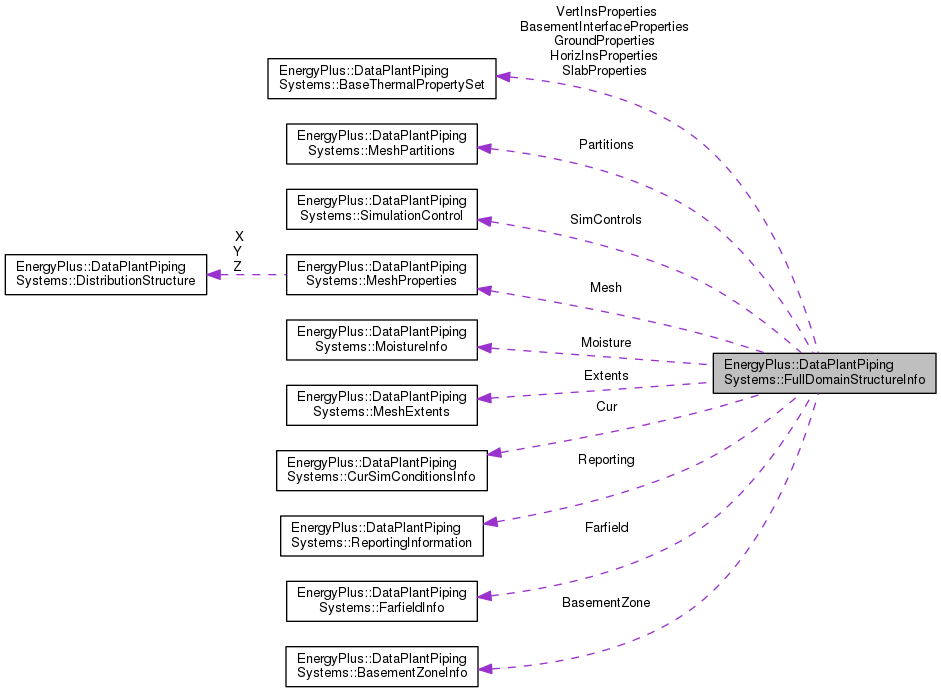 VertInsProperties
BasementInterfaceProperties
GroundProperties
HorizInsProperties
SlabProperties
EnergyPlus::DataPlantPiping
Systems::BaseThermalPropertySet
Partitions
EnergyPlus::DataPlantPiping
Systems::MeshPartitions
SimControls
EnergyPlus::DataPlantPiping
Systems::SimulationControl
X
Y
Z
EnergyPlus::DataPlantPiping
Systems::DistributionStructure
EnergyPlus::DataPlantPiping
Systems::MeshProperties
Mesh
EnergyPlus::DataPlantPiping
Systems::MoistureInfo
Moisture
EnergyPlus::DataPlantPiping
Systems::FullDomainStructureInfo
Extents
EnergyPlus::DataPlantPiping
Systems::MeshExtents
Cur
EnergyPlus::DataPlantPiping
Systems::CurSimConditionsInfo
Reporting
EnergyPlus::DataPlantPiping
Systems::ReportingInformation
Farfield
EnergyPlus::DataPlantPiping
Systems::FarfieldInfo
BasementZone
EnergyPlus::DataPlantPiping
Systems::BasementZoneInfo